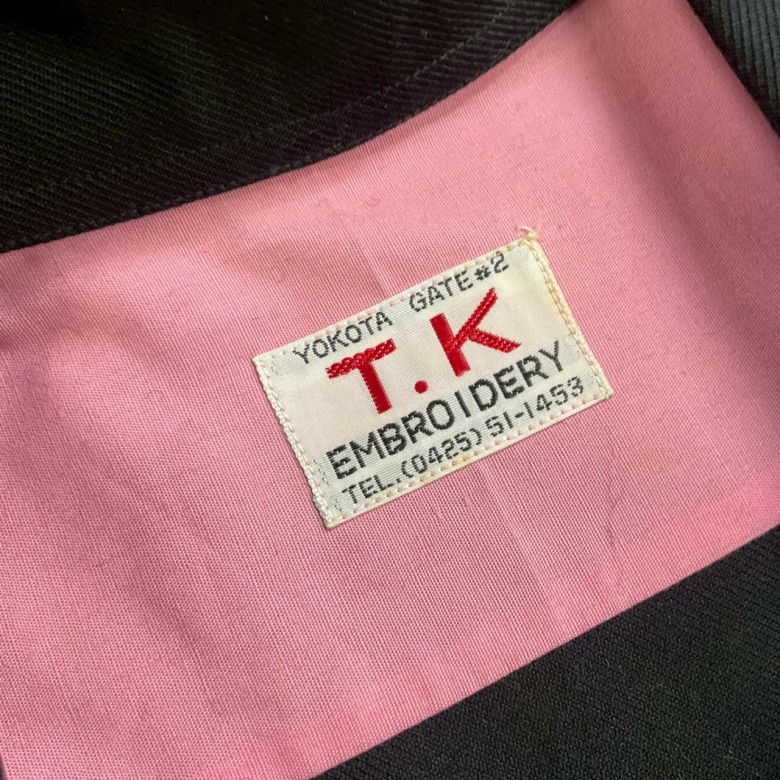 YOKOTA GATE#2
T.K
EMBROIDERY
TEL.(0425)51-1453